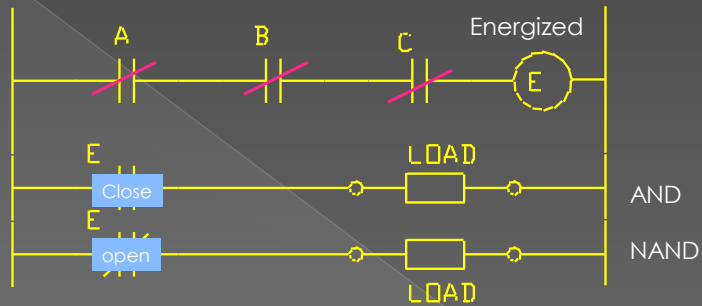 Energized
A
B
C
E
E
LOAD
Close
AND
E
open
NAND
LOAD